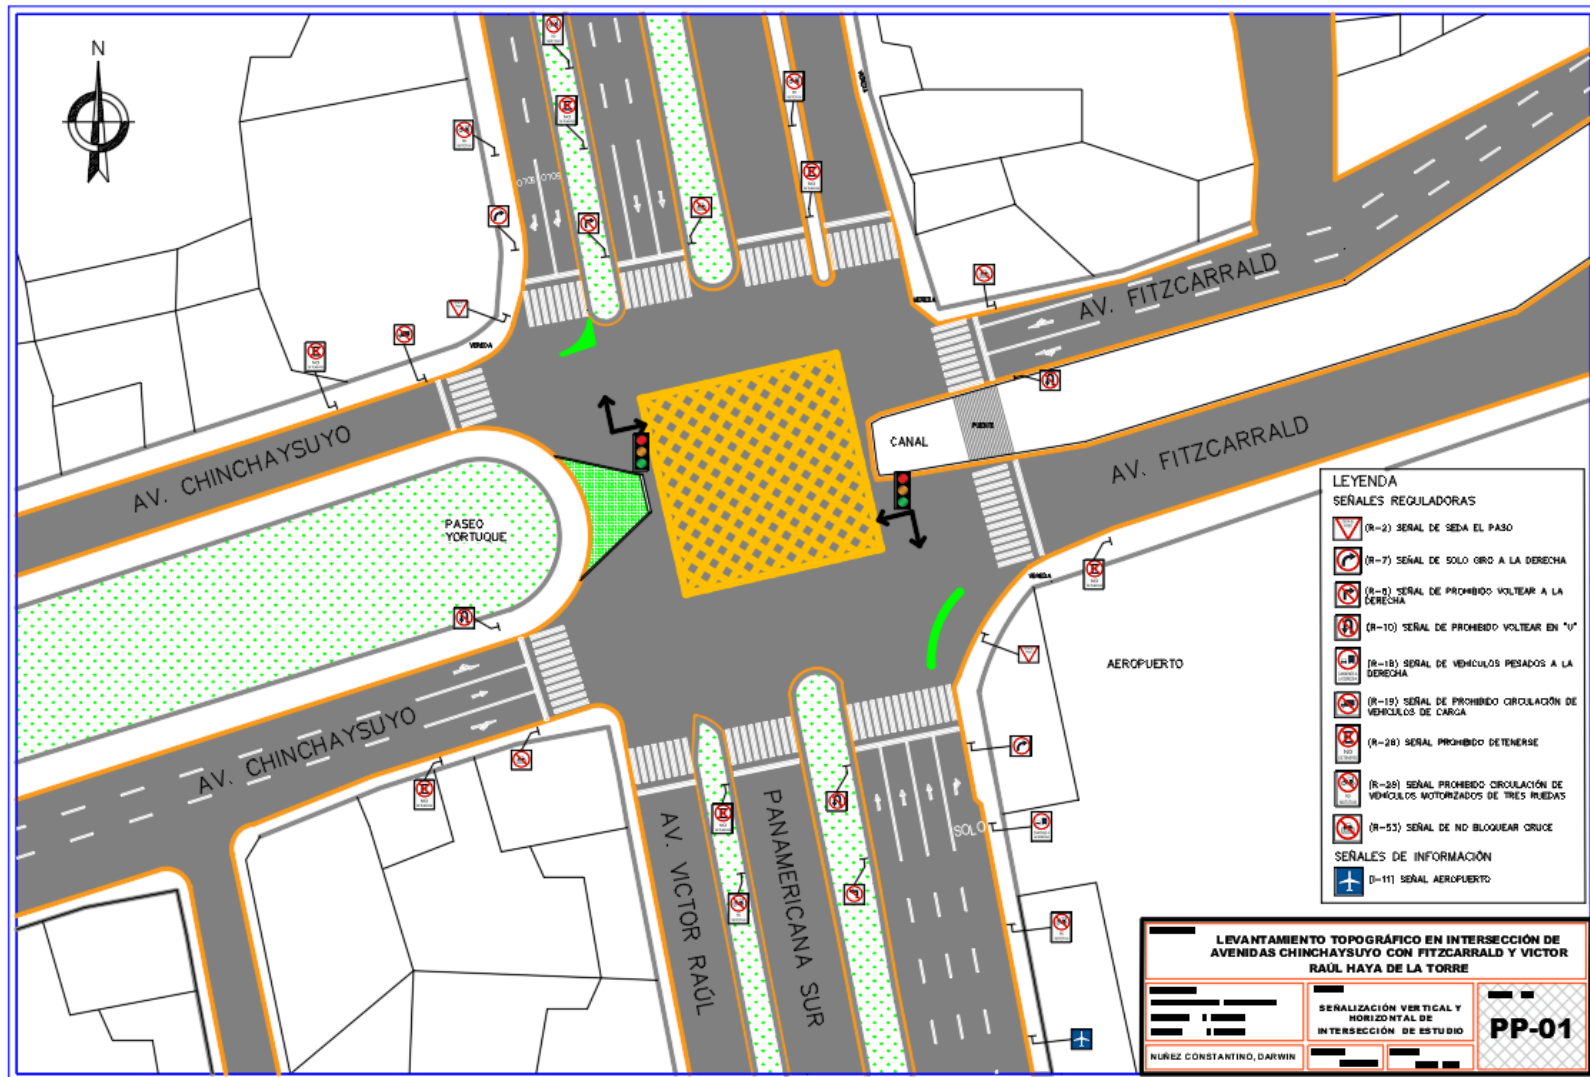 N
SOLO
SOLO
VEREDA
VEREDA
VEREDA
AV. FITZCARRALD
AV. CHINCHAYSUYO
CANAL
PUENTE
AV. FITZCARRALD
PASEO
YORTUQUE
VEREDA
AEROPUERTO
AV. CHINCHAYSUYO
SOLO
AV. VICTOR RAÚL
PANAMERICANA SUR
LEYENDA
SEÑALES REGULADORAS
(R-2) SEÑAL DE SEDA EL PASO
(R-7) SEÑAL DE SOLO GIRO A LA DERECHA
(R-8) SEÑAL DE PROHIBIDO VOLTEAR A LA
DERECHA
(R-10) SEÑAL DE PROHIBIDO VOLTEAR EN "U"
(R-18) SEÑAL DE VEHICULOS PESADOS A LA
DERECHA
(R-19) SEÑAL DE PROHIBIDO CIRCULACIÓN DE
VEHICULOS DE CARGA
(R-28) SEÑAL PROHIBIDO DETENERSE
(R-29) SEÑAL PROHIBIDO CIRCULACIÓN DE
VEHICULOS MOTORIZADOS DE TRES RUEDAS
(R-53) SEÑAL DE NO BLOQUEAR CRUCE
SEÑALES DE INFORMACIÓN
(I-11) SEÑAL AEROPUERTO
LEVANTAMIENTO TOPOGRÁFICO EN INTERSECCIÓN DE
AVENIDAS CHINCHAYSUYO CON FITZCARRALD Y VICTOR
RAÚL HAYA DE LA TORRE
SEÑALIZACIÓN VERTICAL Y
HORIZONTAL DE
INTERSECCIÓN DE ESTUDIO
PP-01
NUÑEZ CONSTANTINO, DARWIN